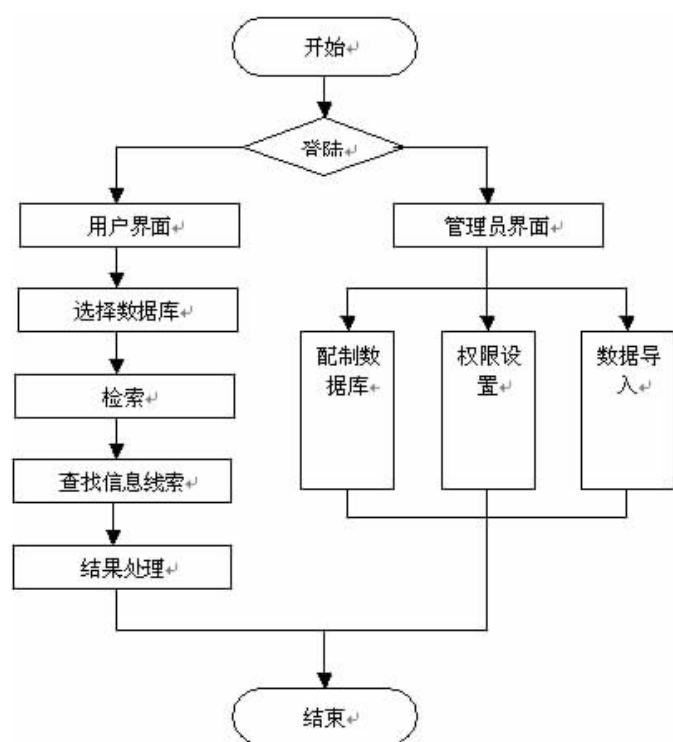 开始
登陆
用户界面
管理员界面
选择数据库
配制数
据库
权限设
置
数据导
入
检索
查找信息线索
结果处理
结束